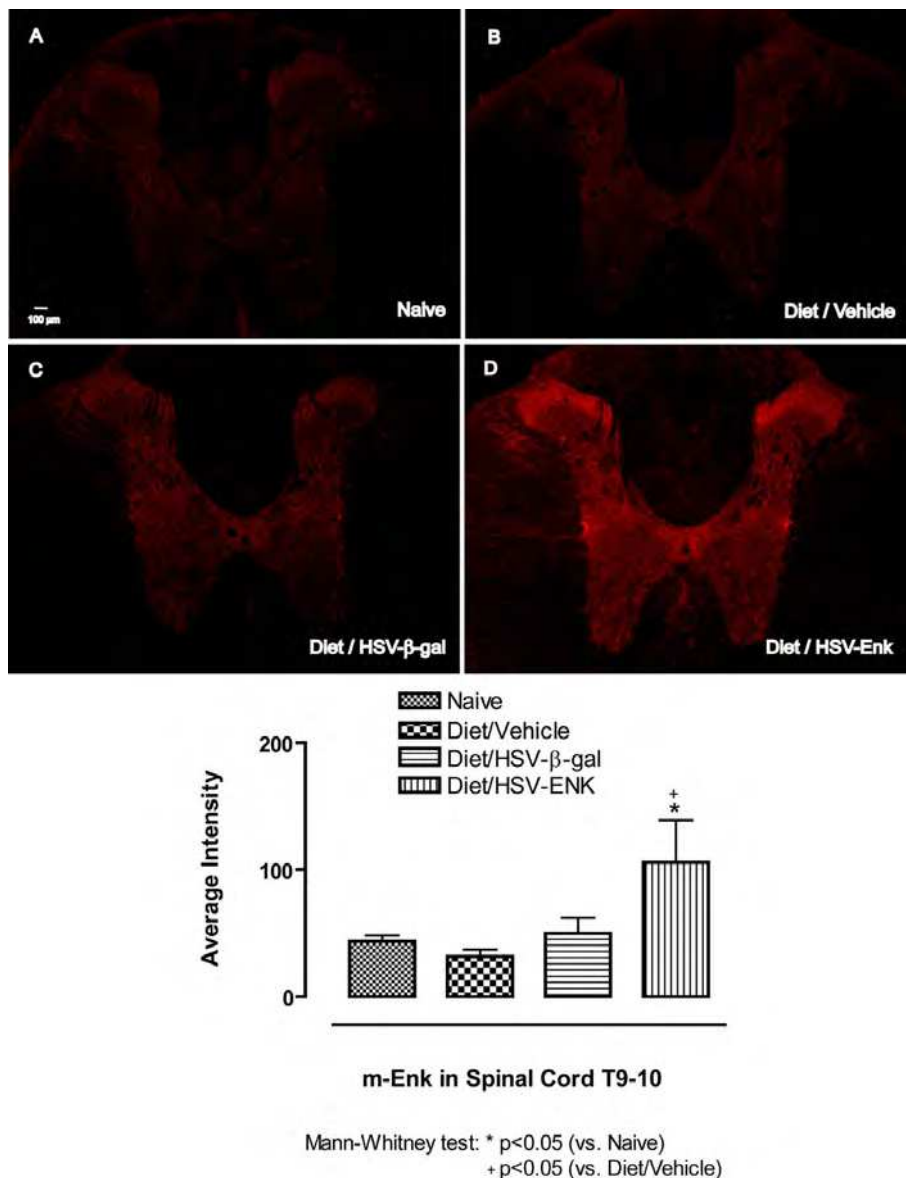 A
B
Naive
100 µm
Diet / Vehicle
C
D
Diet / HSV-β-gal
Diet / HSV-Enk
Naive
Diet/Vehicle
Diet/HSV-β-gal
Diet/HSV-ENK
200
100
0
Average Intensity
+
*
m-Enk in Spinal Cord T9-10
Mann-Whitney test: * p<0.05 (vs. Naive)
+ p<0.05 (vs. Diet/Vehicle)